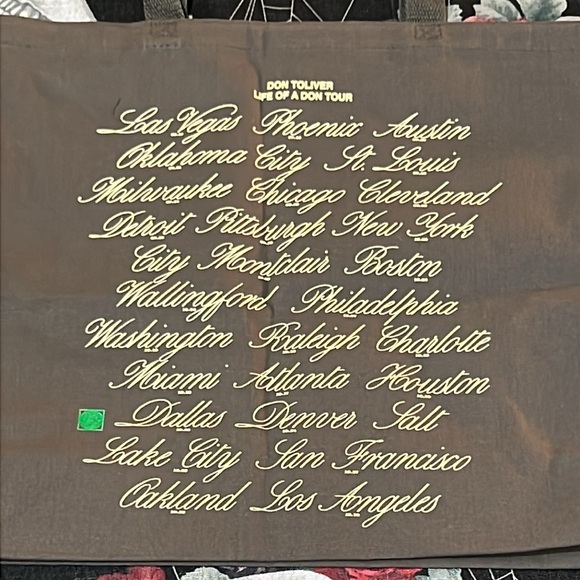 DON TOLIVER
LIFE OF A DON TOUR
Las Vegas Phoenix Austin
Oklahoma City St. Louis
Milwaukee Chicago Cleveland
Detroit Pittsburgh New York
City Montclair Boston
Wallingford Philadelphia
Washington Raleigh Charlotte
Miami Atlanta Houston
Dallas Denver Salt
Lake City San Francisco
Oakland Los Angeles